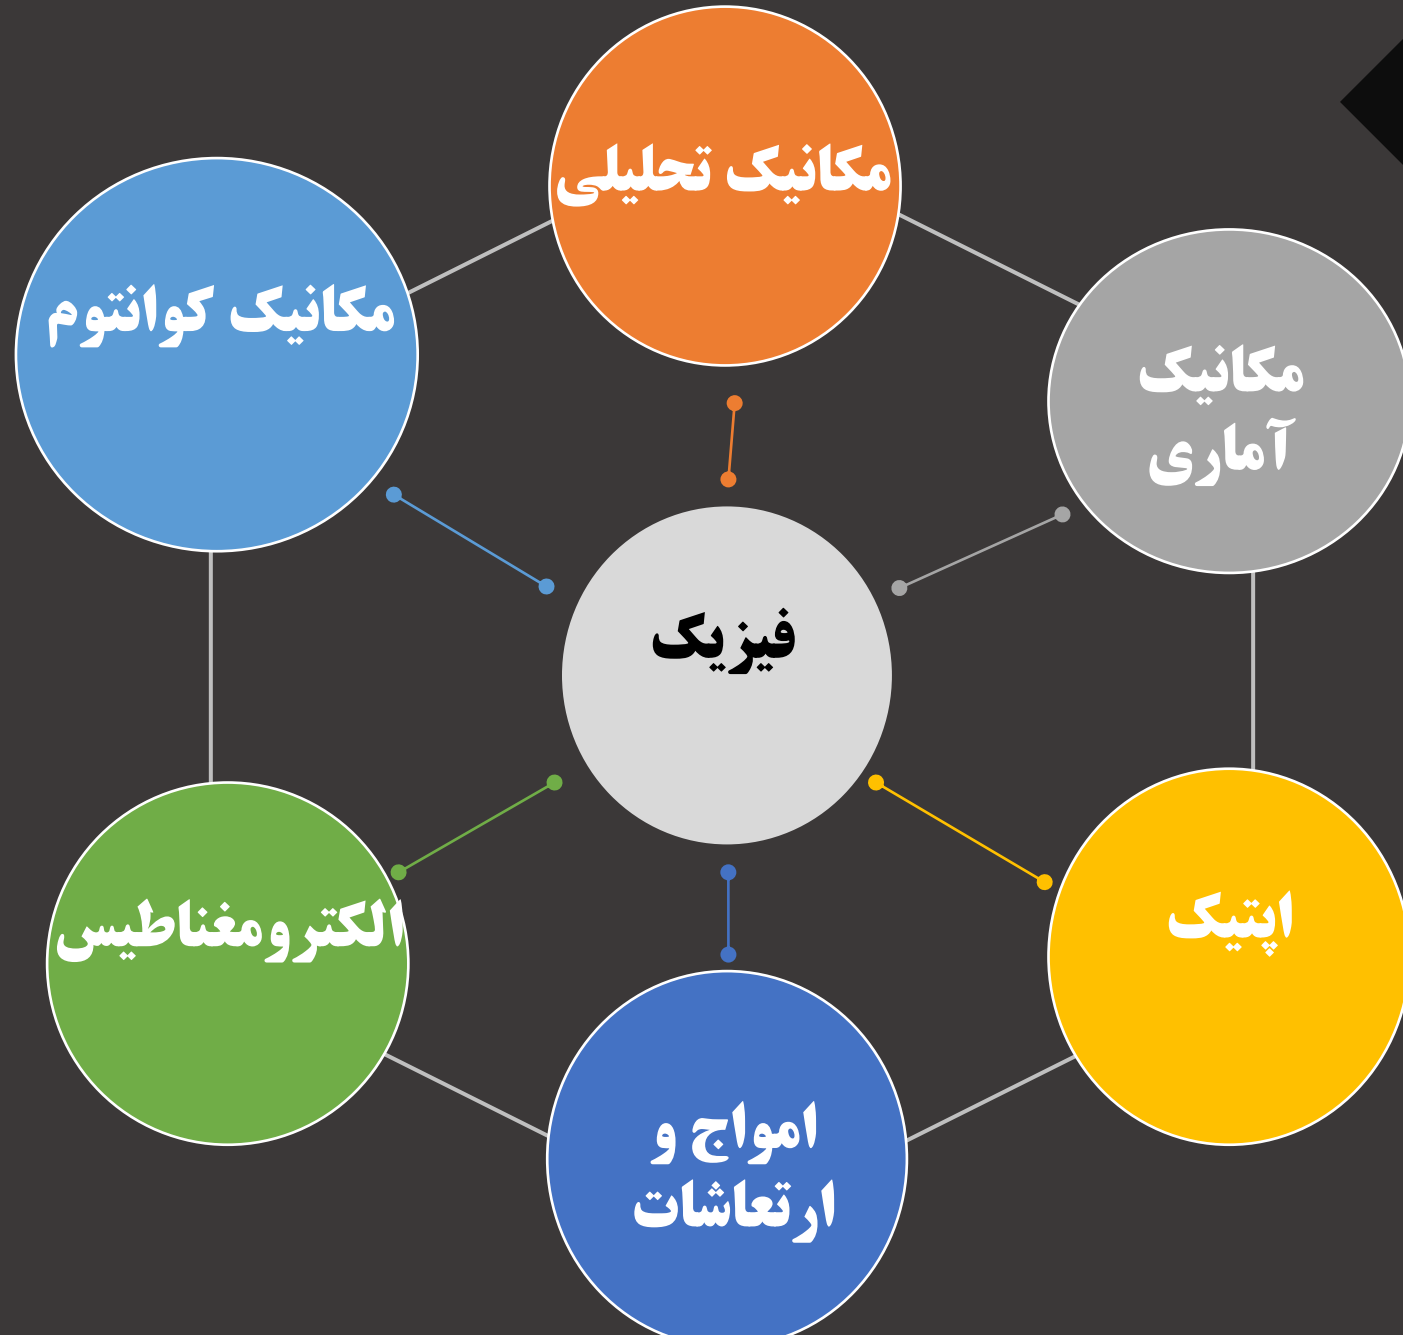 مکانیک تحلیلی
مکانیک کوانتوم
مکانیک
آماری
فیزیک
الکترومغناطیس
اپتیک
امواج و
ارتعاشات